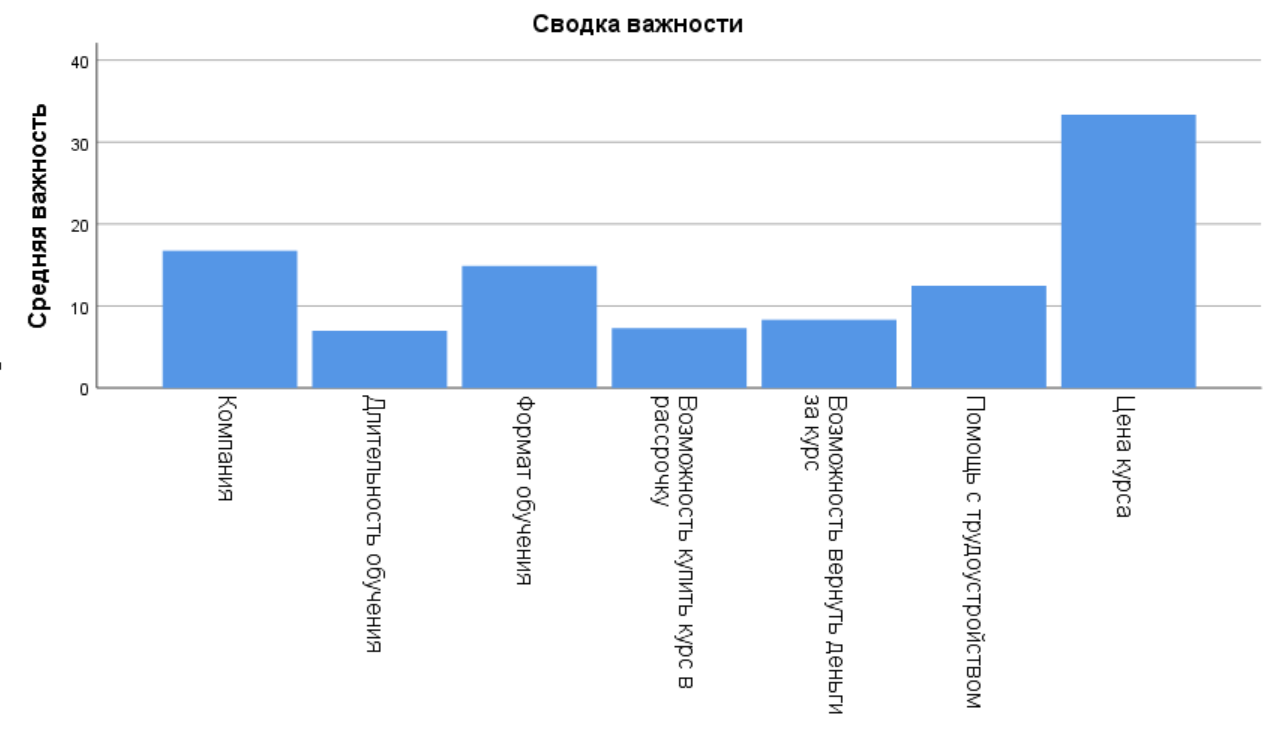 Сводка важности
Средняя важность
40
30
20
10
0
Компания
Длительность обучения
Формат обучения
Возможность купить курс в
рассрочку
Возможность вернуть деньги
за курс
Помощь с трудоустройством
Цена курса